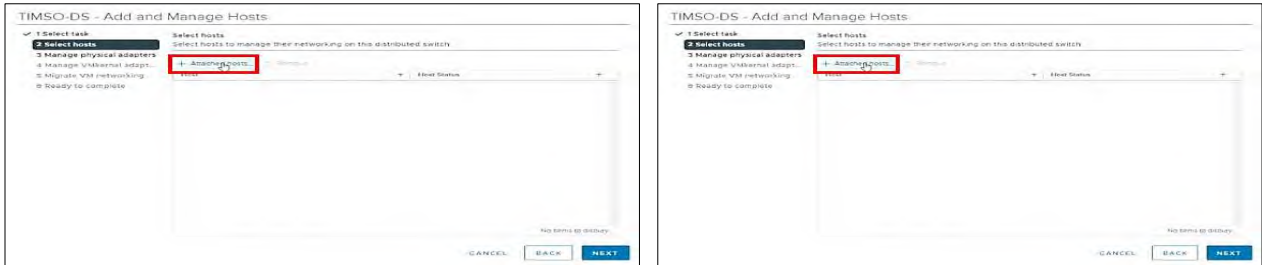 TIMSO-DS - Add and Manage Hosts
✓ 1 Select task
2 Select hosts
3 Manage physical adapters
4 Manage VMkernel adapt...
5 Migrate VM networking
6 Ready to complete
Select hosts
Select hosts to manage their networking on this distributed switch
+ Attached hosts...
Host
Host Status
No items to display
CANCEL BACK NEXT
TIMSO-DS - Add and Manage Hosts
✓ 1 Select task
2 Select hosts
3 Manage physical adapters
4 Manage VMkernel adapt...
5 Migrate VM networking
6 Ready to complete
Select hosts
Select hosts to manage their networking on this distributed switch
+ Attached hosts...
Host Status
No items to display
CANCEL BACK NEXT